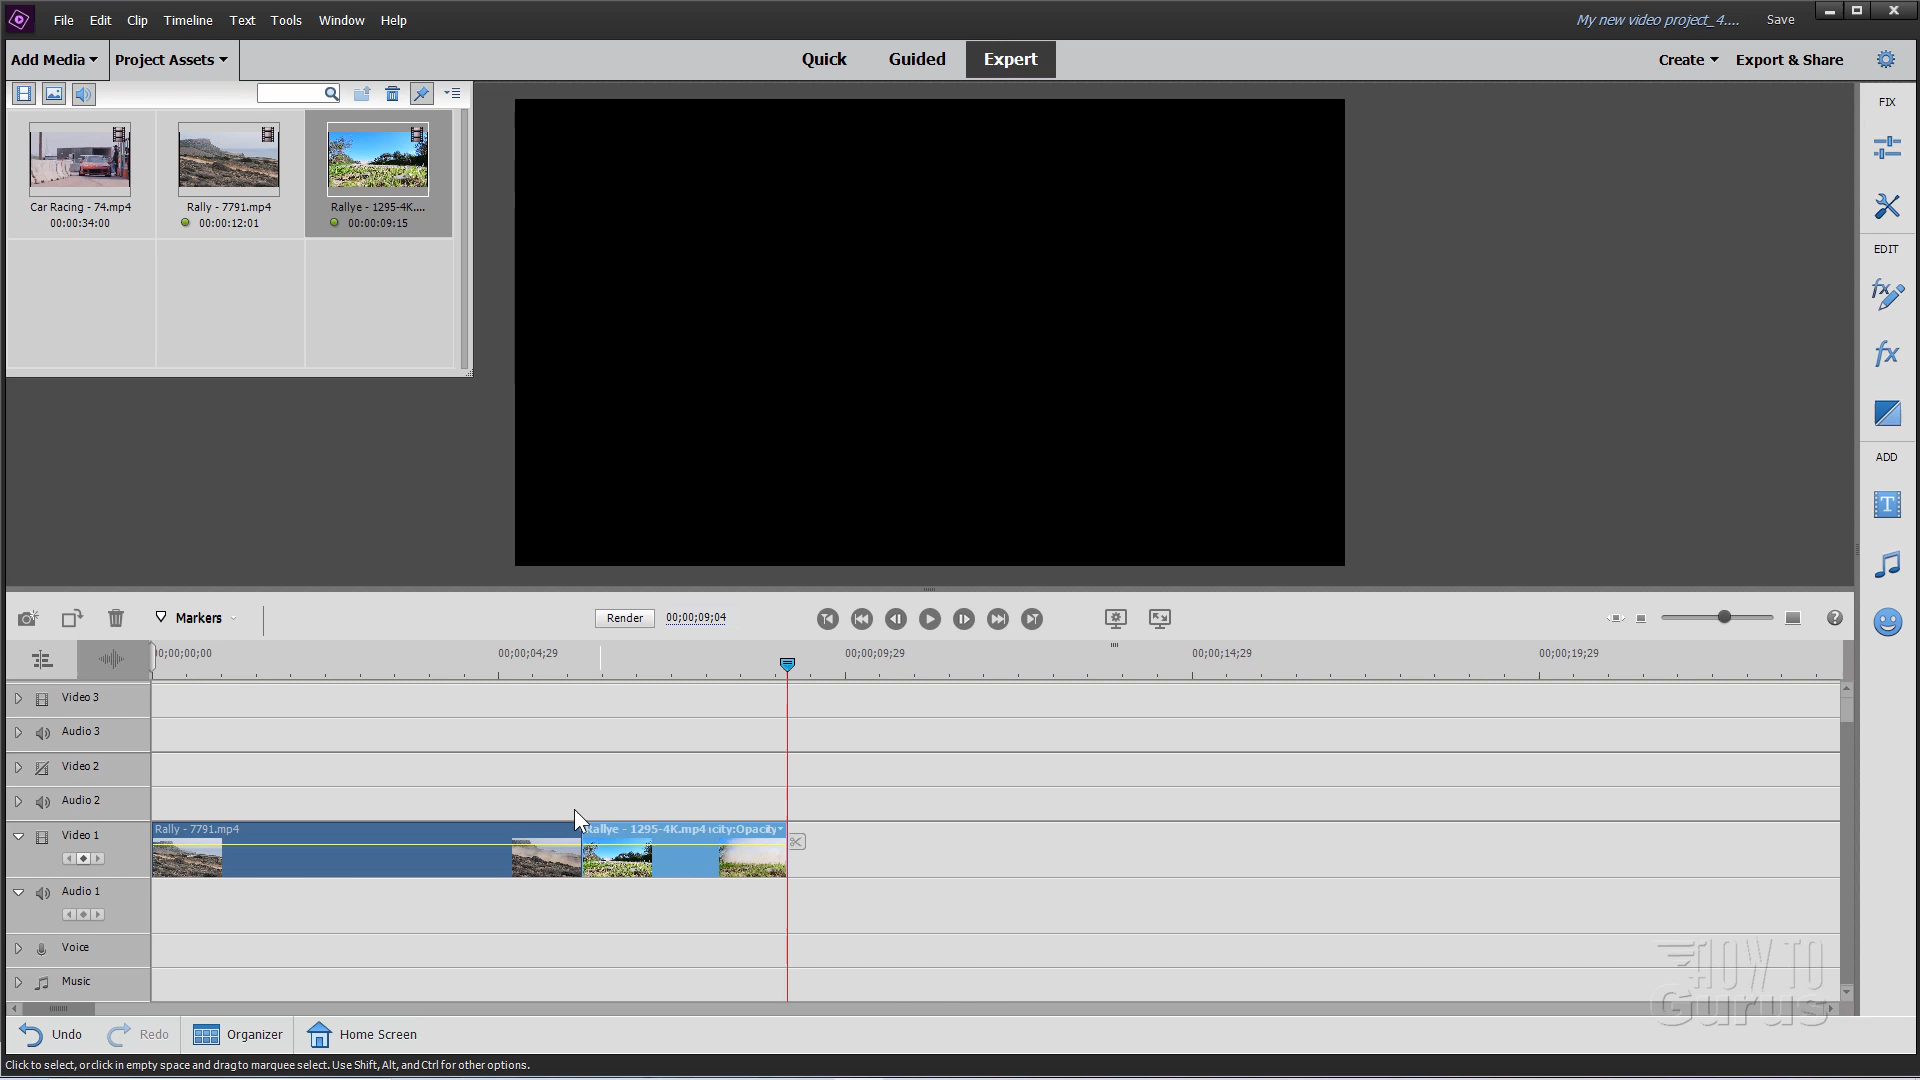 File Edit Clip Timeline Text Tools Window Help
My new video project_4.... Save
Add Media Project Assets
Quick Guided Expert
Create Export & Share
FIX
Car Racing - 74.mp4
00:00:34:00
Rally - 7791.mp4
00:00:12:01
Rallye - 1295-4K....
00:00:09:15
EDIT
fx
fx
ADD
T
Markers
Render 00;00;09;04
00;00;00;00 00;00;04;29 00;00;09;29 00;00;14;29 00;00;19;29
Video 3
Audio 3
Video 2
Audio 2
Video 1
Rally - 7791.mp4
Rallye - 1295-4K.mp4 icity:Opacity
Audio 1
Voice
Music
HOW TO
Gurus
Undo Redo Organizer Home Screen
Click to select, or click in empty space and drag to marquee select. Use Shift, Alt, and Ctrl for other options.